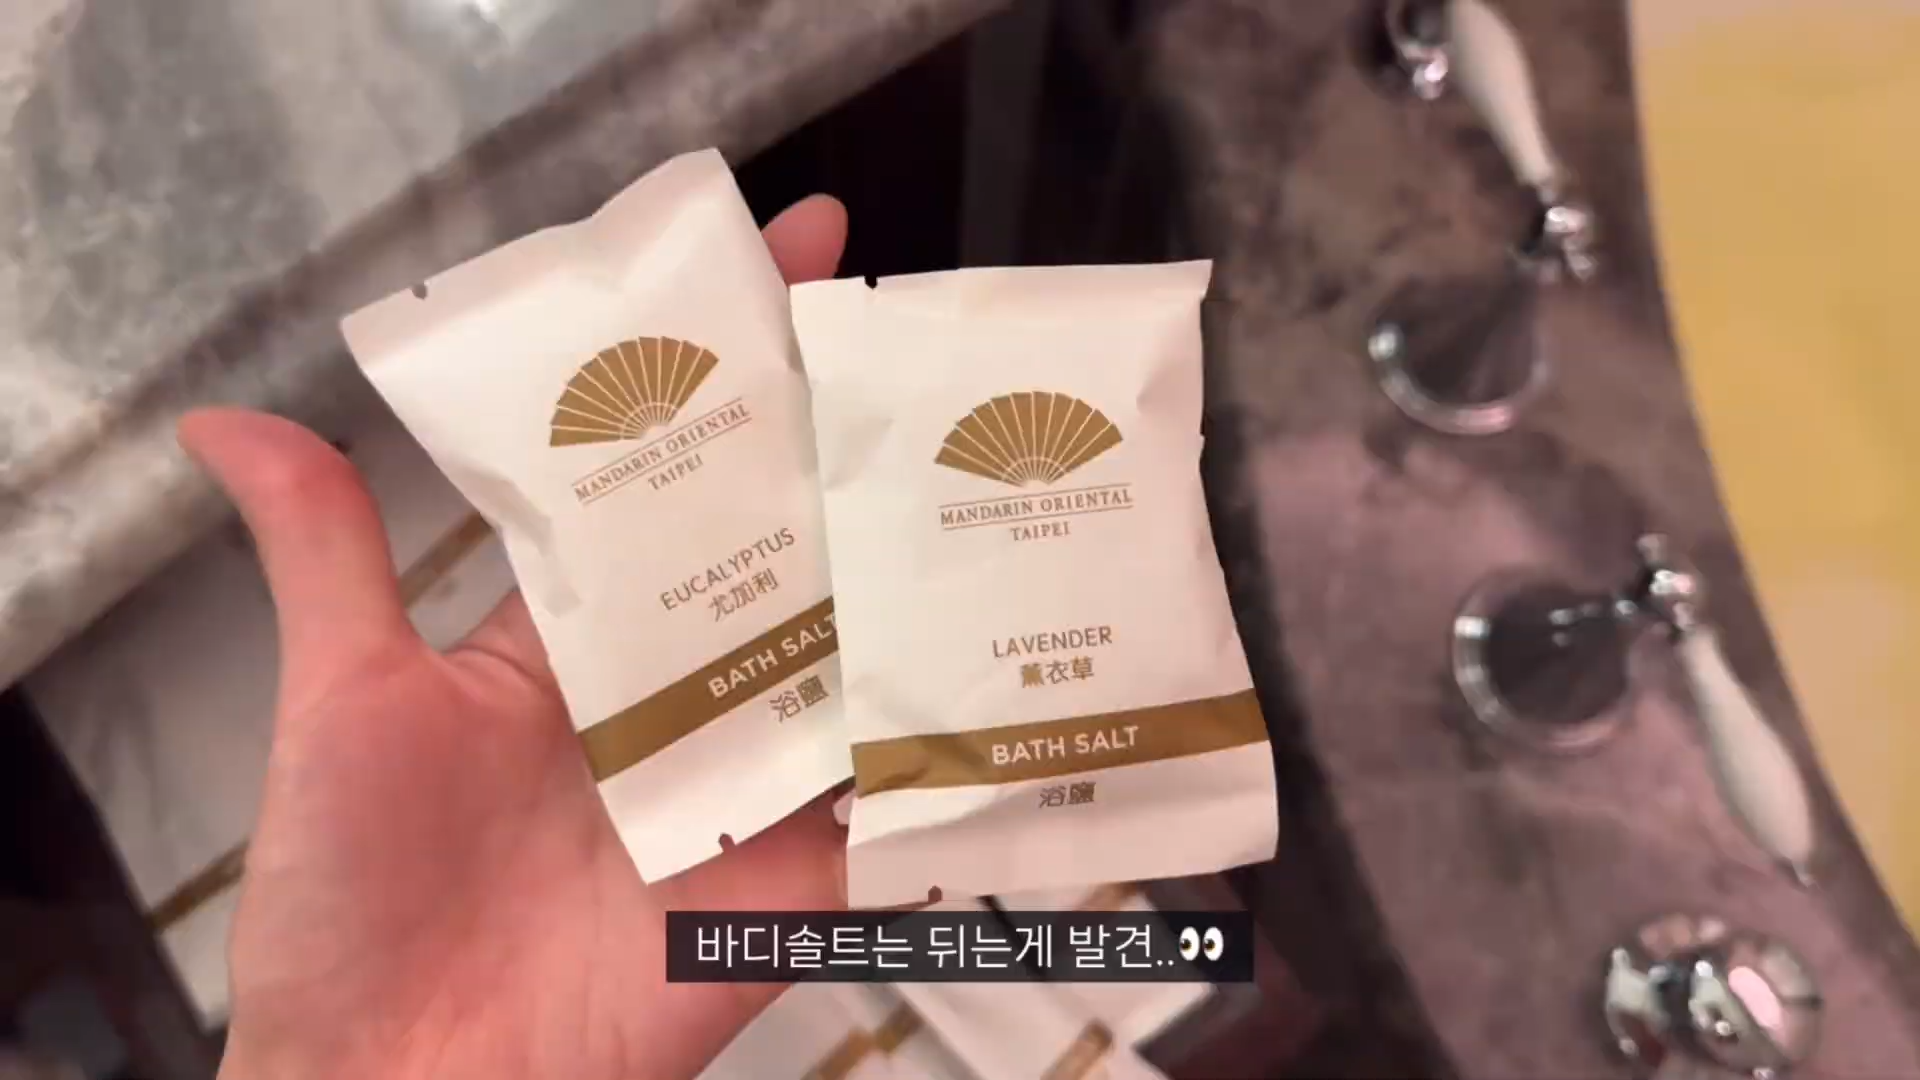 MANDARIN ORIENTAL
TAIPEI
EUCALYPTUS
尤加利
BATH SALT
浴鹽
MANDARIN ORIENTAL
TAIPEI
LAVENDER
薰衣草
BATH SALT
浴鹽
바디솔트는 뒤는게 발견..👀